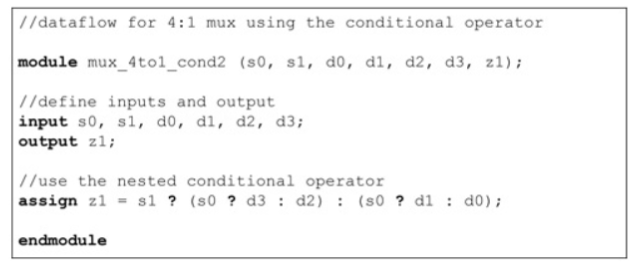 //dataflow for 4:1 mux using the conditional operator
module mux_4to1_cond2 (s0, s1, d0, d1, d2, d3, z1);
//define inputs and output
input s0, s1, d0, d1, d2, d3;
output z1;
//use the nested conditional operator
assign z1 = s1 ? (s0 ? d3 : d2) : (s0 ? d1 : d0);
endmodule